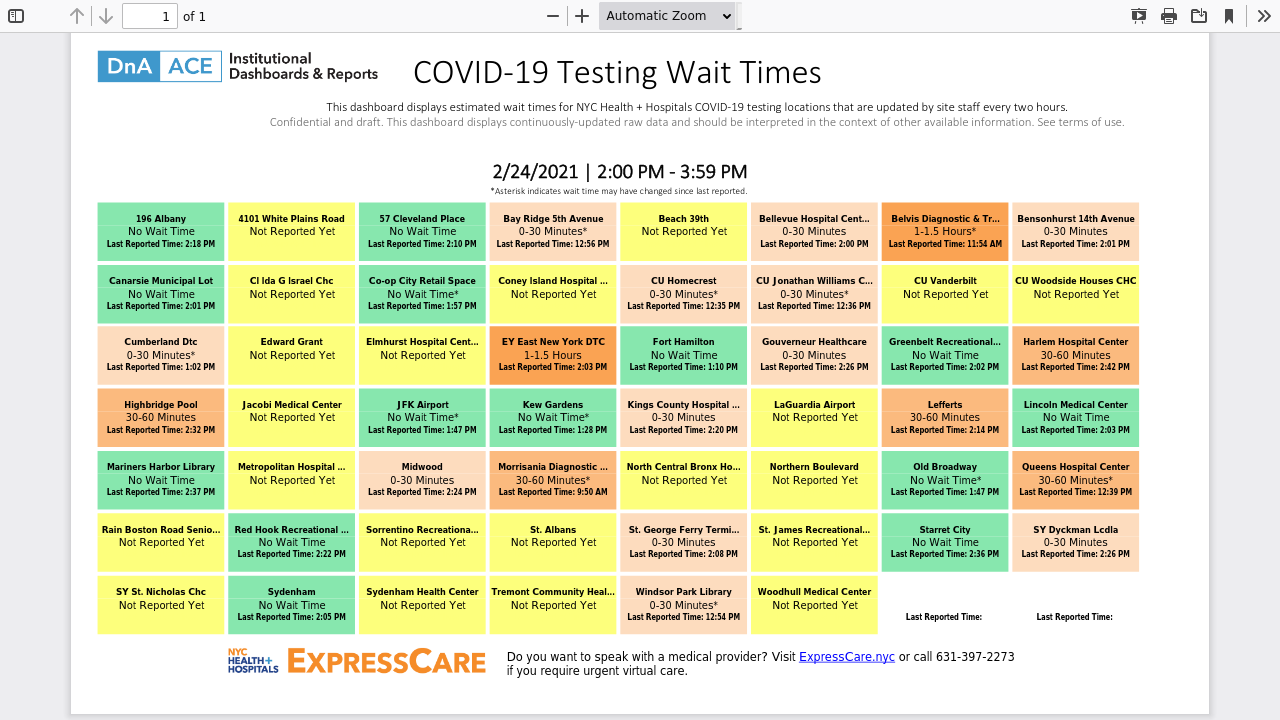 1 of 1 Automatic Zoom
DnA ACE Institutional Dashboards & Reports
COVID-19 Testing Wait Times
This dashboard displays estimated wait times for NYC Health + Hospitals COVID-19 testing locations that are updated by site staff every two hours.
Confidential and draft. This dashboard displays continuously-updated raw data and should be interpreted in the context of other available information. See terms of use.
2/24/2021 | 2:00 PM - 3:59 PM
*Asterisk indicates wait time may have changed since last reported.
196 Albany
No Wait Time
Last Reported Time: 2:18 PM
4101 White Plains Road
Not Reported Yet
57 Cleveland Place
No Wait Time
Last Reported Time: 2:10 PM
Bay Ridge 5th Avenue
0-30 Minutes*
Last Reported Time: 12:56 PM
Beach 39th
Not Reported Yet
Bellevue Hospital Cent...
0-30 Minutes
Last Reported Time: 2:00 PM
Belvis Diagnostic & Tr...
1-1.5 Hours*
Last Reported Time: 11:54 AM
Bensonhurst 14th Avenue
0-30 Minutes
Last Reported Time: 2:01 PM
Canarsie Municipal Lot
No Wait Time
Last Reported Time: 2:01 PM
Cl Ida G Israel Chc
Not Reported Yet
Co-op City Retail Space
No Wait Time*
Last Reported Time: 1:57 PM
Coney Island Hospital ...
Not Reported Yet
CU Homecrest
0-30 Minutes*
Last Reported Time: 12:35 PM
CU Jonathan Williams C...
0-30 Minutes*
Last Reported Time: 12:36 PM
CU Vanderbilt
Not Reported Yet
CU Woodside Houses CHC
Not Reported Yet
Cumberland Dtc
0-30 Minutes*
Last Reported Time: 1:02 PM
Edward Grant
Not Reported Yet
Elmhurst Hospital Cent...
Not Reported Yet
EY East New York DTC
1-1.5 Hours
Last Reported Time: 2:03 PM
Fort Hamilton
No Wait Time
Last Reported Time: 1:10 PM
Gouverneur Healthcare
0-30 Minutes
Last Reported Time: 2:26 PM
Greenbelt Recreational...
No Wait Time
Last Reported Time: 2:02 PM
Harlem Hospital Center
30-60 Minutes
Last Reported Time: 2:42 PM
Highbridge Pool
30-60 Minutes
Last Reported Time: 2:32 PM
Jacobi Medical Center
Not Reported Yet
JFK Airport
No Wait Time*
Last Reported Time: 1:47 PM
Kew Gardens
No Wait Time*
Last Reported Time: 1:28 PM
Kings County Hospital ...
0-30 Minutes
Last Reported Time: 2:20 PM
LaGuardia Airport
Not Reported Yet
Lefferts
30-60 Minutes
Last Reported Time: 2:14 PM
Lincoln Medical Center
No Wait Time
Last Reported Time: 2:03 PM
Mariners Harbor Library
No Wait Time
Last Reported Time: 2:37 PM
Metropolitan Hospital ...
Not Reported Yet
Midwood
0-30 Minutes
Last Reported Time: 2:24 PM
Morrisania Diagnostic ...
30-60 Minutes*
Last Reported Time: 9:50 AM
North Central Bronx Ho...
Not Reported Yet
Northern Boulevard
Not Reported Yet
Old Broadway
No Wait Time*
Last Reported Time: 1:47 PM
Queens Hospital Center
30-60 Minutes*
Last Reported Time: 12:39 PM
Rain Boston Road Senio...
Not Reported Yet
Red Hook Recreational ...
No Wait Time
Last Reported Time: 2:22 PM
Sorrentino Recreationa...
Not Reported Yet
St. Albans
Not Reported Yet
St. George Ferry Termi...
0-30 Minutes
Last Reported Time: 2:08 PM
St. James Recreational...
Not Reported Yet
Starret City
No Wait Time
Last Reported Time: 2:36 PM
SY Dyckman Lcdla
0-30 Minutes
Last Reported Time: 2:26 PM
SY St. Nicholas Chc
Not Reported Yet
Sydenham
No Wait Time
Last Reported Time: 2:05 PM
Sydenham Health Center
Not Reported Yet
Tremont Community Heal...
Not Reported Yet
Windsor Park Library
0-30 Minutes*
Last Reported Time: 12:54 PM
Woodhull Medical Center
Not Reported Yet
Last Reported Time:
Last Reported Time:
NYC
HEALTH+
HOSPITALS
EXPRESSCARE
Do you want to speak with a medical provider? Visit ExpressCare.nyc or call 631-397-2273
if you require urgent virtual care.